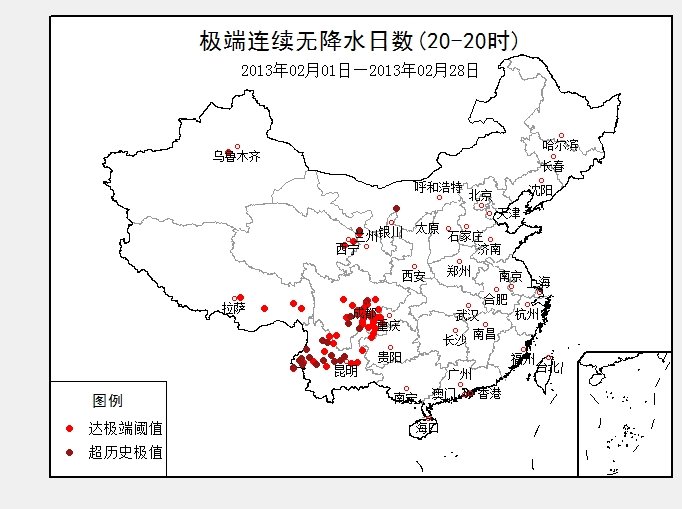 极端连续无降水日数(20-20时)
2013年02月01日—2013年02月28日
哈尔滨
长春
乌鲁木齐
沈阳
呼和浩特
北京
天津
银川
太原
石家庄
兰州
西宁
济南
西安
郑州
南京
上海
合肥
拉萨
成都
杭州
武汉
重庆
南昌
长沙
贵阳
福州
昆明
台北
广州
南宁
澳门
香港
海口
图例
达极端阈值
超历史极值